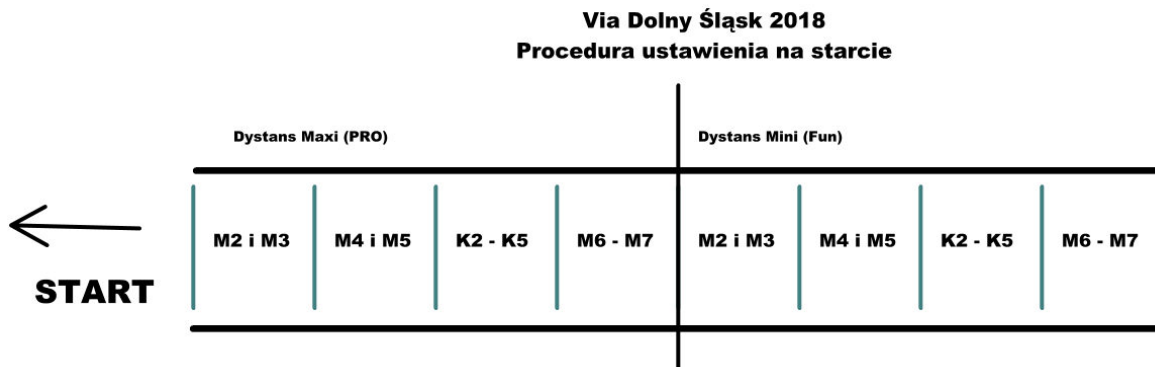 Via Dolny Śląsk 2018
Procedura ustawienia na starcie
Dystans Maxi (PRO)
Dystans Mini (Fun)
M2 i M3
M4 i M5
K2 - K5
M6 - M7
M2 i M3
M4 i M5
K2 - K5
M6 - M7
START